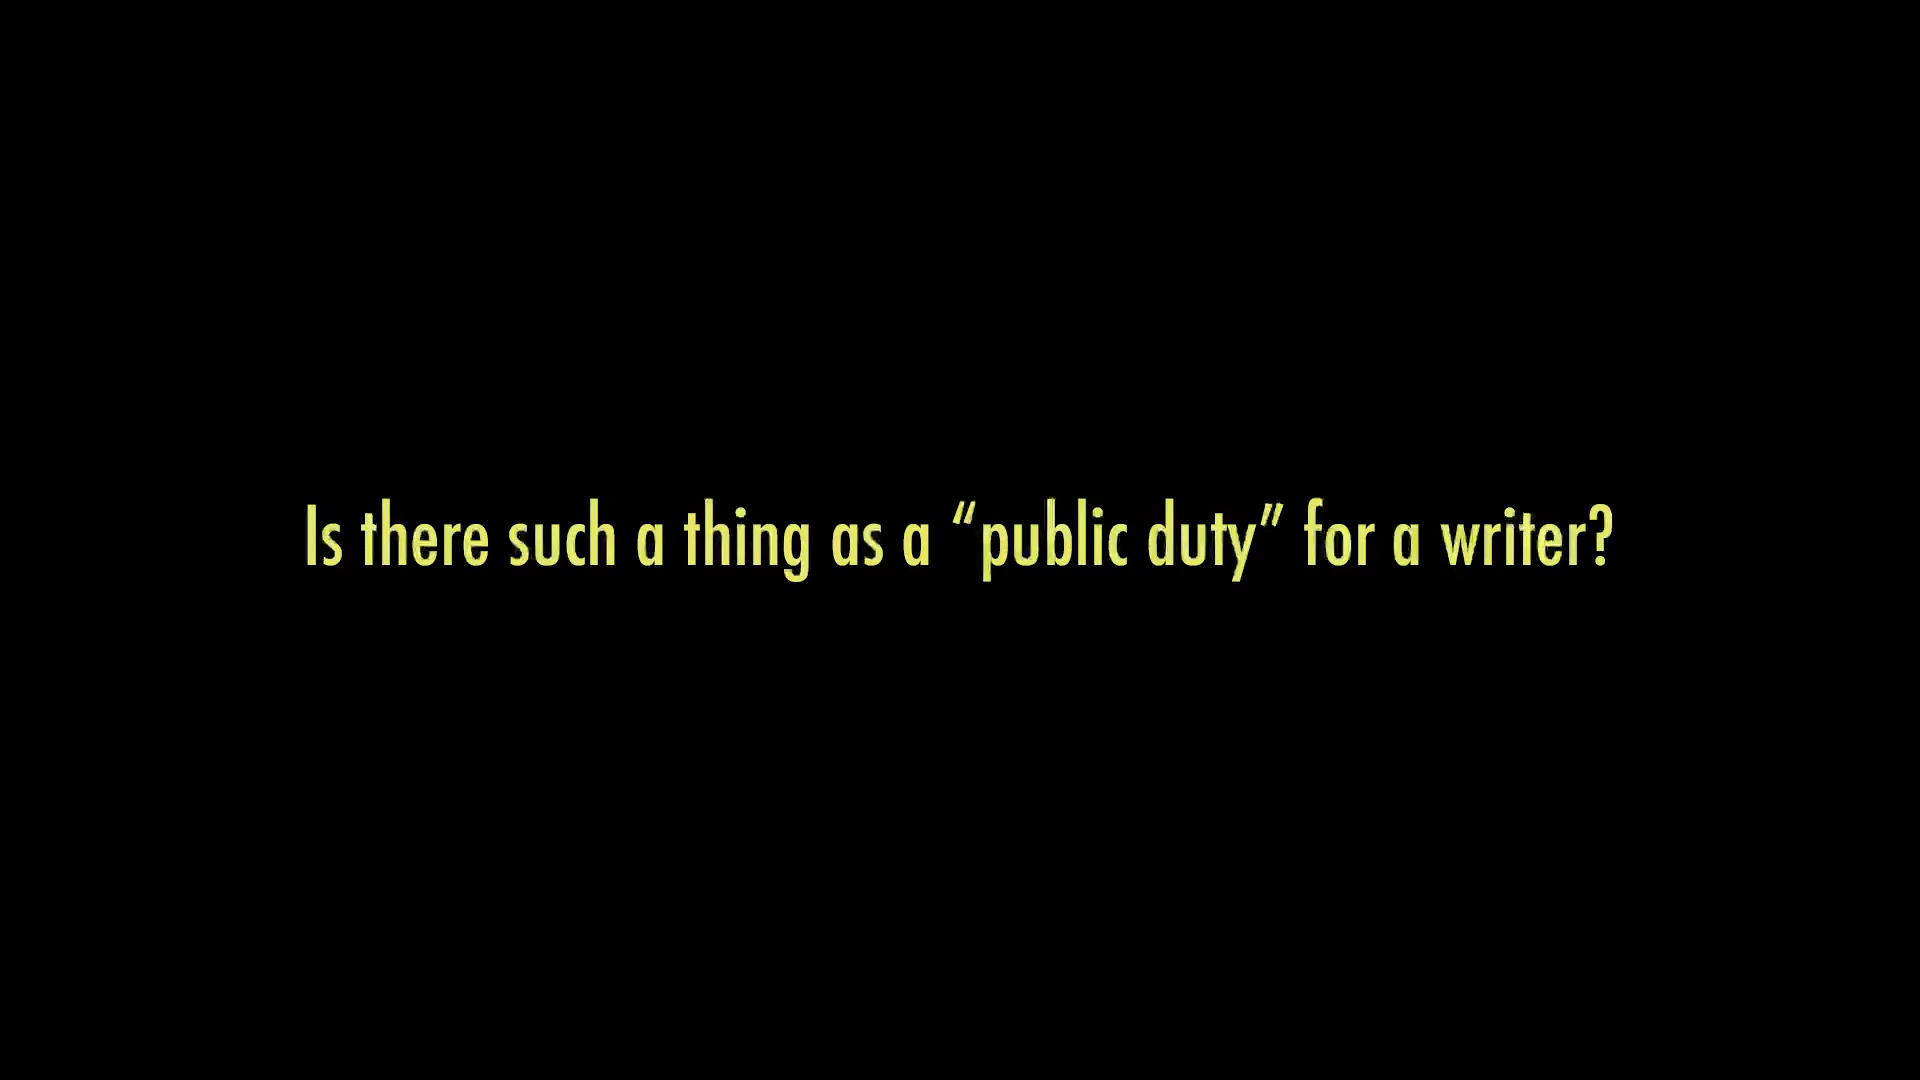 Is there such a thing as a “public duty” for a writer?